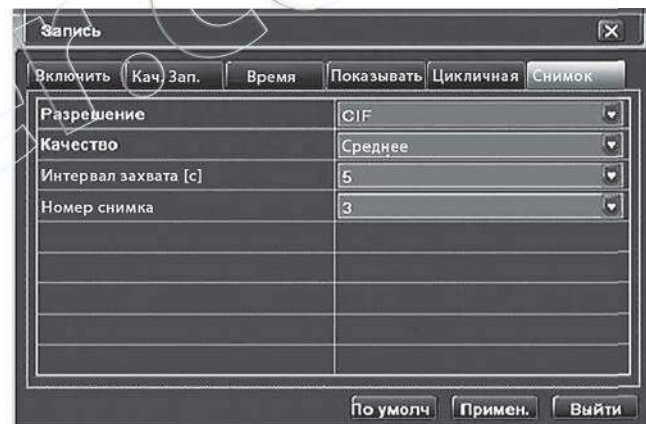 Запись
Включить Кач. Зап. Время Показывать Цикличная Снимок
Разрешение CIF
Качество Среднее
Интервал захвата [с] 5
Номер снимка 3
По умолч Примен. Выйти